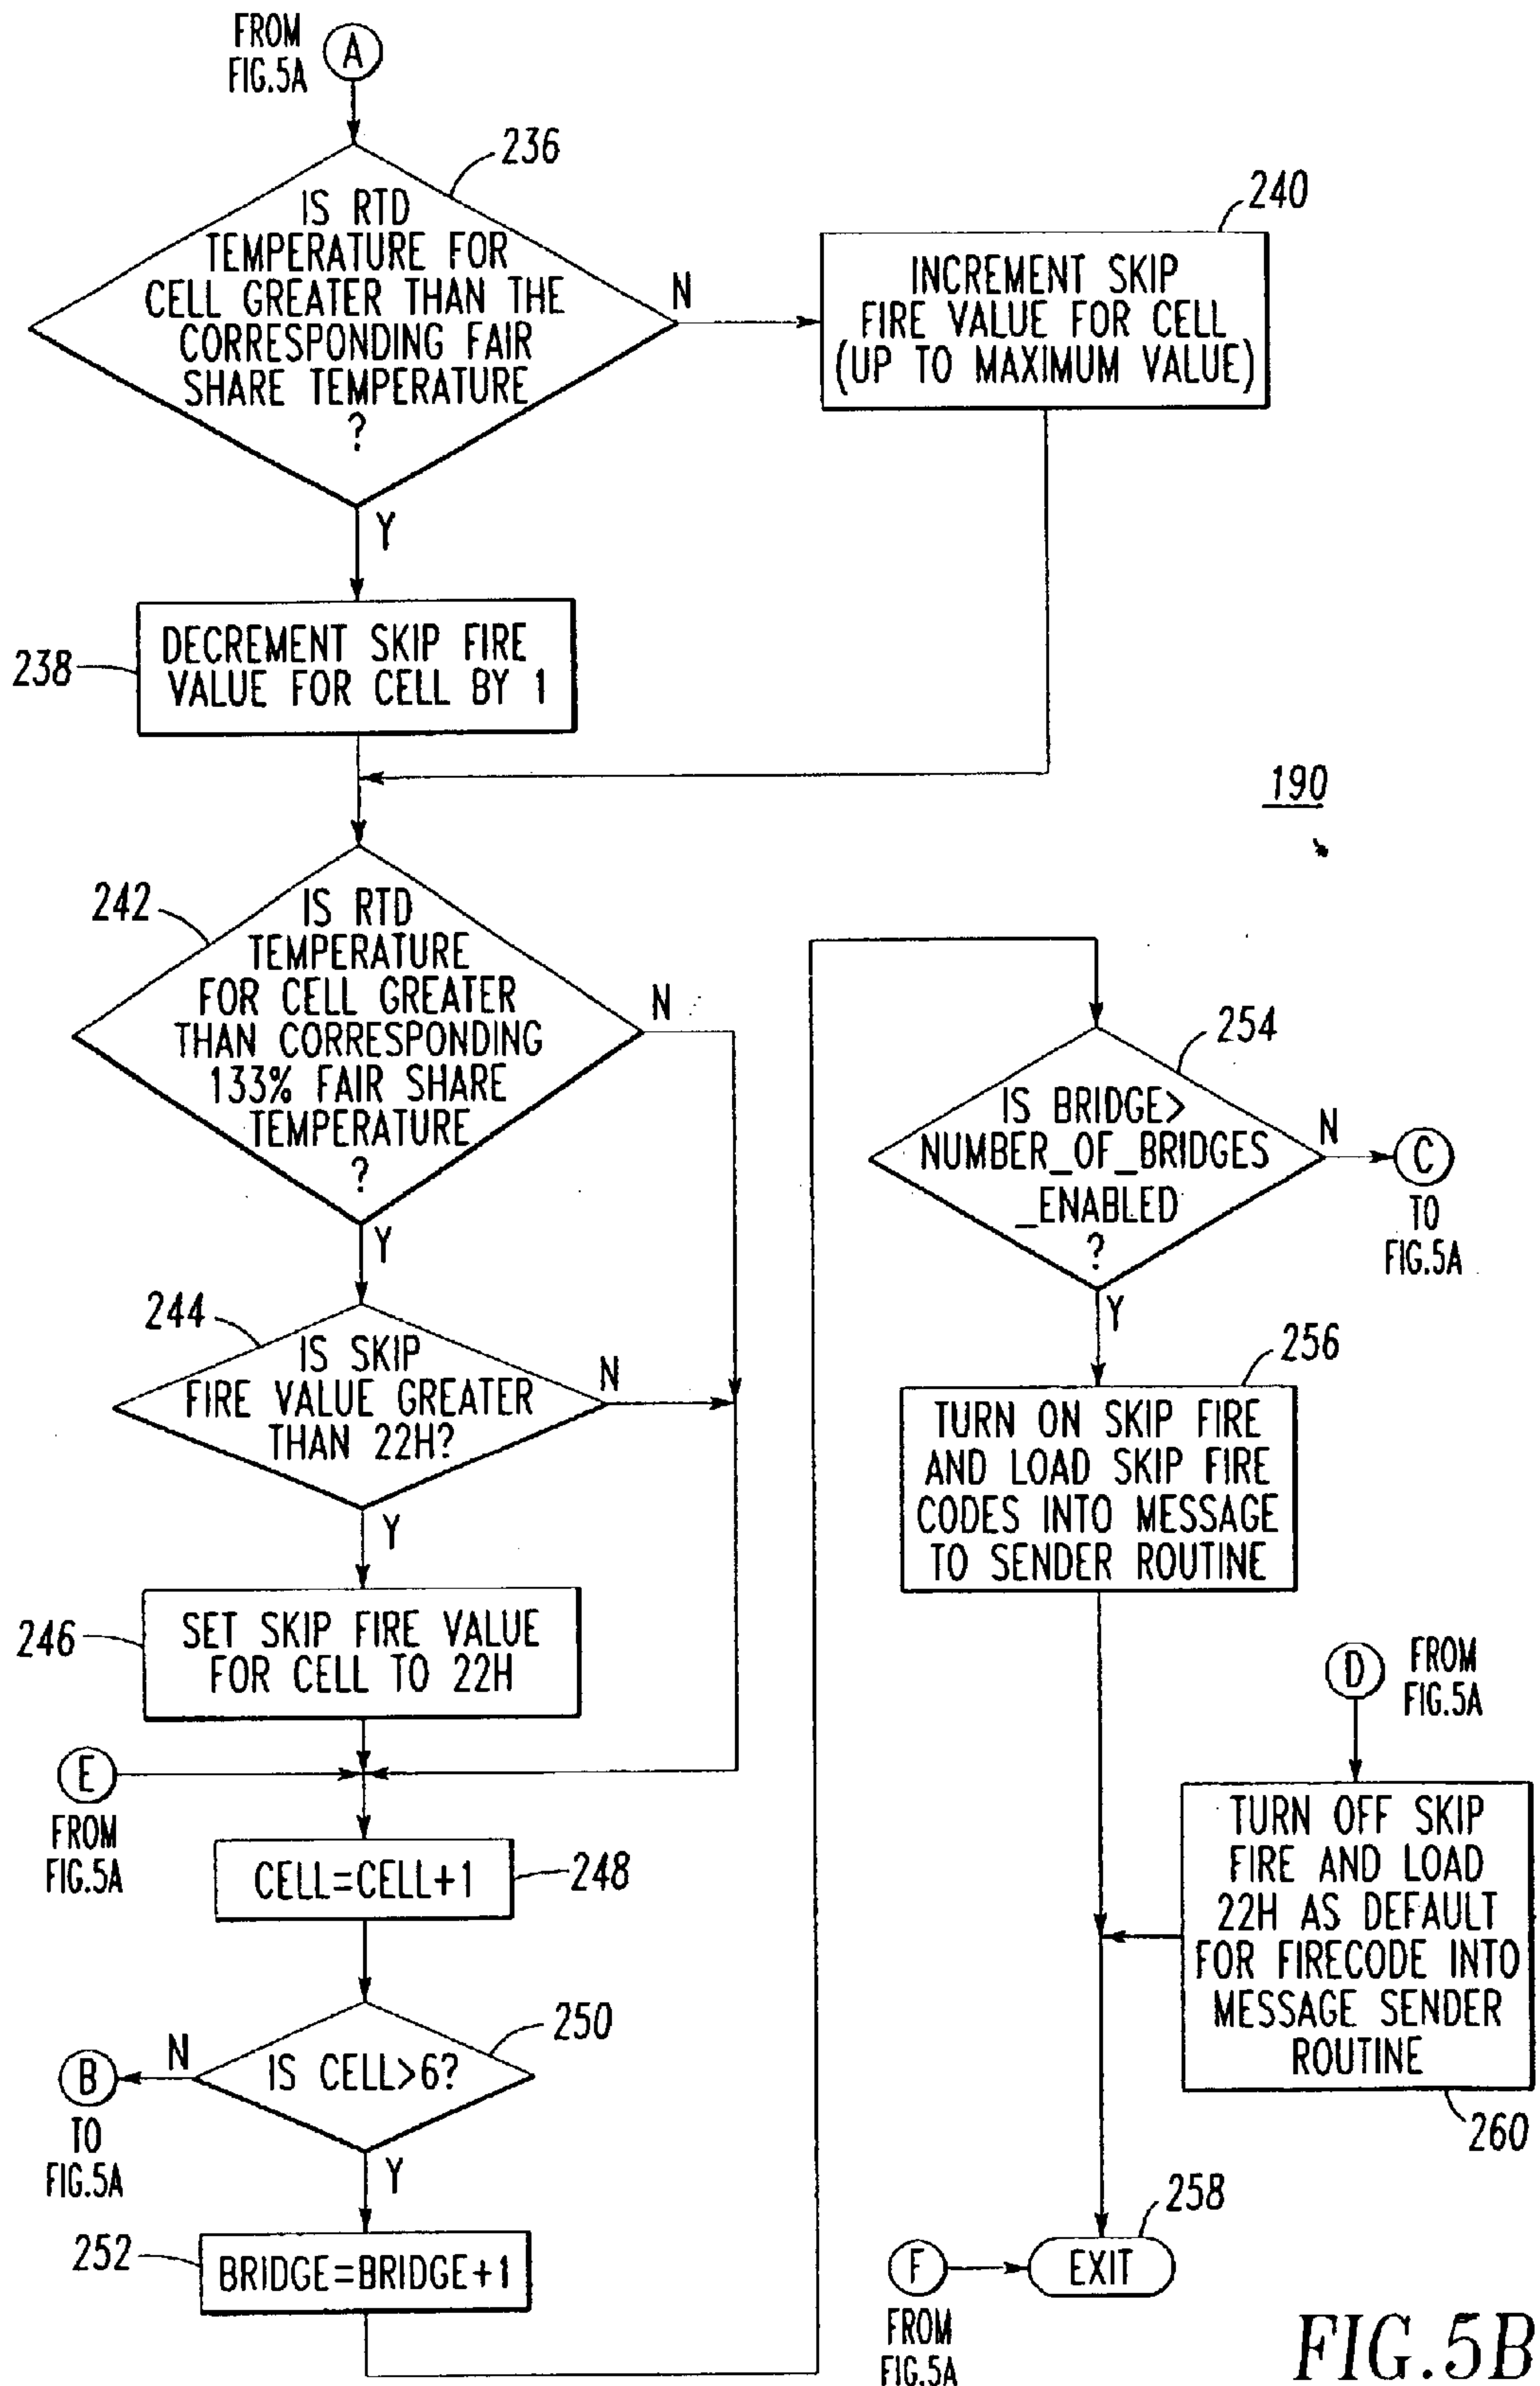 FROM
FIG.5A
A
236
IS RTD
TEMPERATURE FOR
CELL GREATER THAN THE
CORRESPONDING FAIR
SHARE TEMPERATURE
?
N
Y
240
INCREMENT SKIP
FIRE VALUE FOR CELL
(UP TO MAXIMUM VALUE)
238
DECREMENT SKIP FIRE
VALUE FOR CELL BY 1
190
242
IS RTD
TEMPERATURE
FOR CELL GREATER
THAN CORRESPONDING
133% FAIR SHARE
TEMPERATURE
?
N
Y
244
IS SKIP
FIRE VALUE GREATER
THAN 22H?
N
Y
246
SET SKIP FIRE VALUE
FOR CELL TO 22H
E
FROM
FIG.5A
CELL=CELL+1
248
250
IS CELL>6?
N
B
TO
FIG.5A
Y
252
BRIDGE=BRIDGE+1
254
IS BRIDGE>
NUMBER_OF_BRIDGES
_ENABLED
?
N
C
TO
FIG.5A
Y
256
TURN ON SKIP FIRE
AND LOAD SKIP FIRE
CODES INTO MESSAGE
TO SENDER ROUTINE
D
FROM
FIG.5A
TURN OFF SKIP
FIRE AND LOAD
22H AS DEFAULT
FOR FIRECODE INTO
MESSAGE SENDER
ROUTINE
260
258
F
EXIT
FROM
FIG.5A
FIG.5B